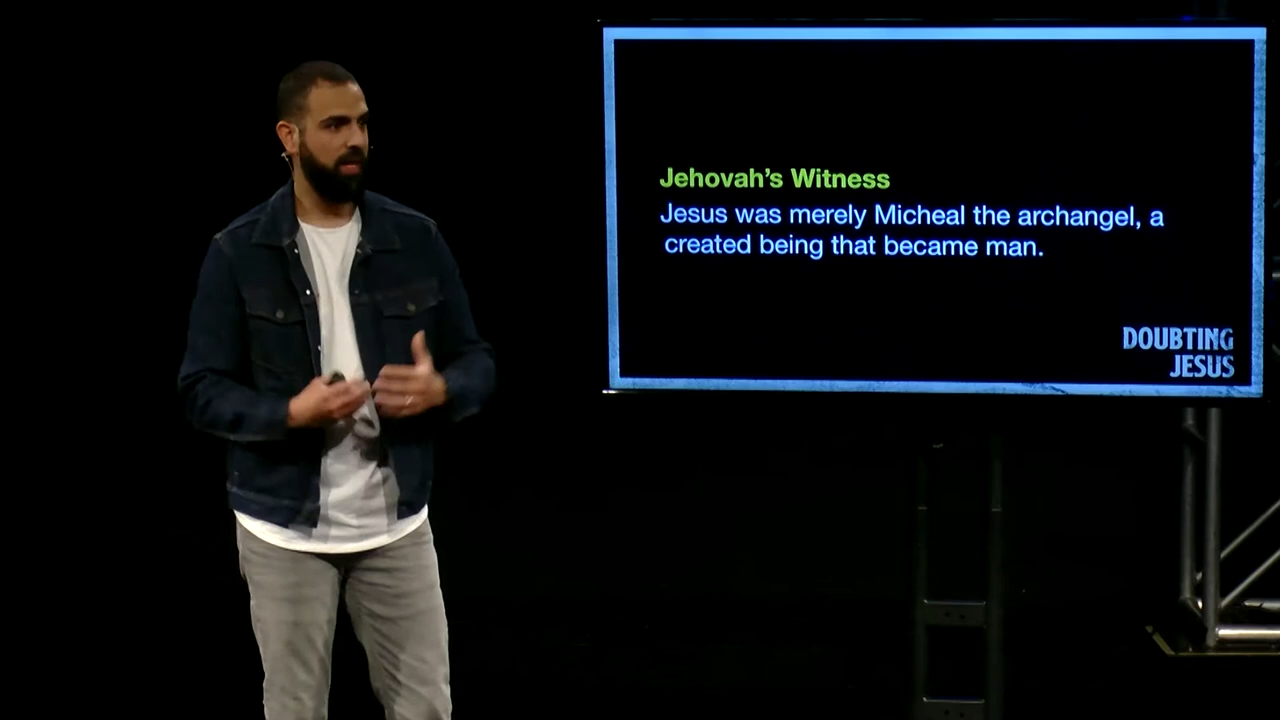 Jehovah’s Witness
Jesus was merely Micheal the archangel, a
created being that became man.
DOUBTING
JESUS